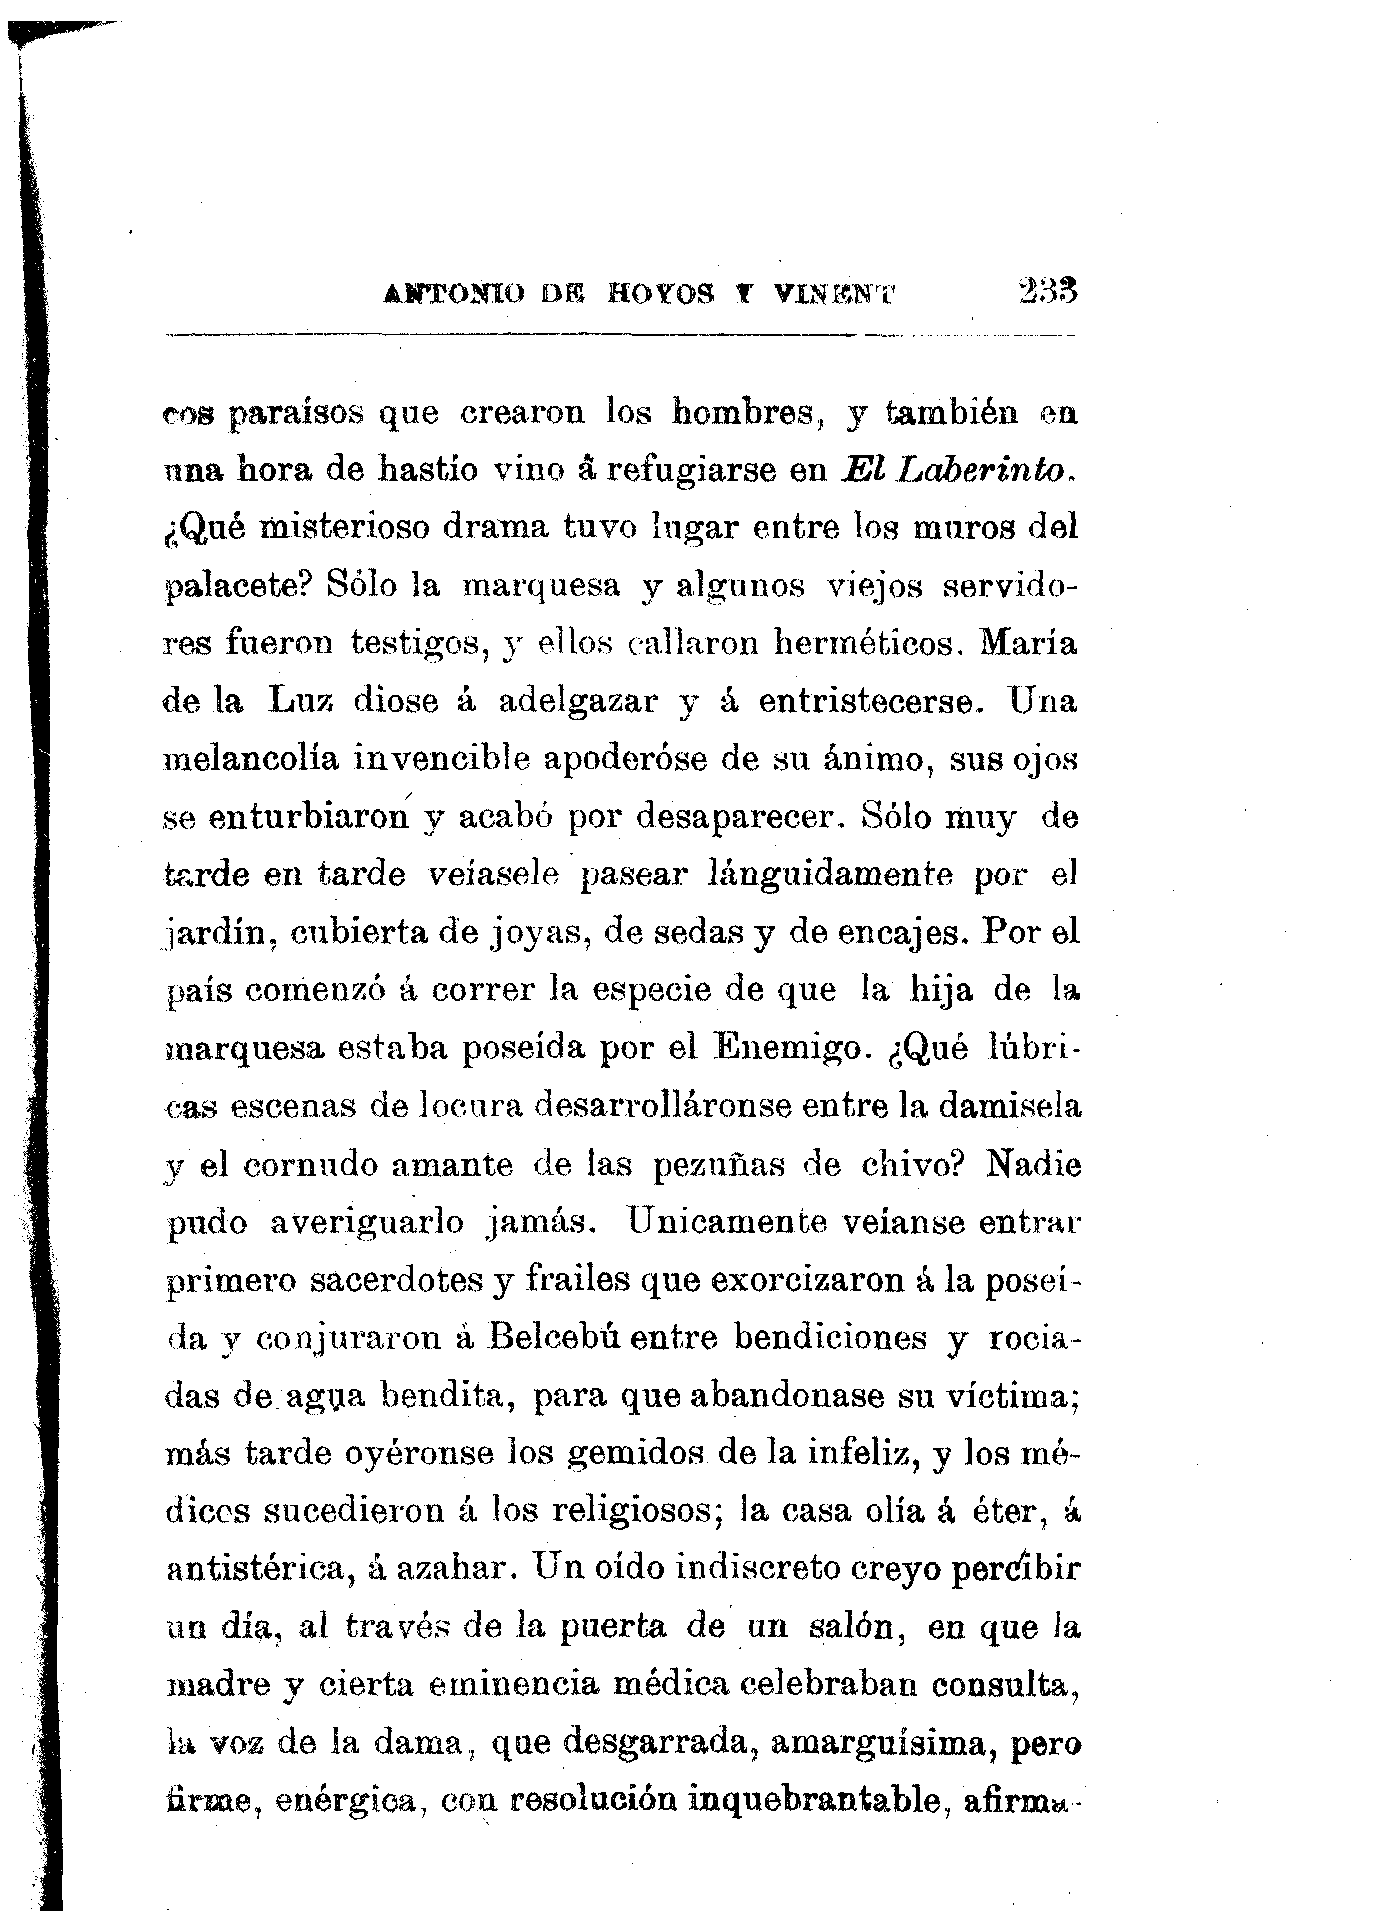 ANTONIO DE HOYOS Y VINENT 233
cos paraísos que crearon los hombres, y también en
una hora de hastío vino á refugiarse en El Laberinto.
¿Qué misterioso drama tuvo lugar entre los muros del
palacete? Sólo la marquesa y algunos viejos servido-
res fueron testigos, y ellos callaron herméticos. María
de la Luz diose á adelgazar y á entristecerse. Una
melancolía invencible apoderóse de su ánimo, sus ojos
se enturbiaron y acabó por desaparecer. Sólo muy de
tarde en tarde veíasele pasear lánguidamente por el
jardín, cubierta de joyas, de sedas y de encajes. Por el
país comenzó á correr la especie de que la hija de la
marquesa estaba poseída por el Enemigo. ¿Qué lúbri-
cas escenas de locura desarrolláronse entre la damisela
y el cornudo amante de las pezuñas de chivo? Nadie
pudo averiguarlo jamás. Unicamente veíanse entrar
primero sacerdotes y frailes que exorcizaron á la poseí-
da y conjuraron á Belcebú entre bendiciones y rocia-
das de agua bendita, para que abandonase su víctima;
más tarde oyéronse los gemidos de la infeliz, y los mé-
dicos sucedieron á los religiosos; la casa olía á éter, á
antistérica, á azahar. Un oído indiscreto creyo percibir
un día, al través de la puerta de un salón, en que la
madre y cierta eminencia médica celebraban consulta,
la voz de la dama, que desgarrada, amarguísima, pero
firme, enérgica, con resolución inquebrantable, afirma-